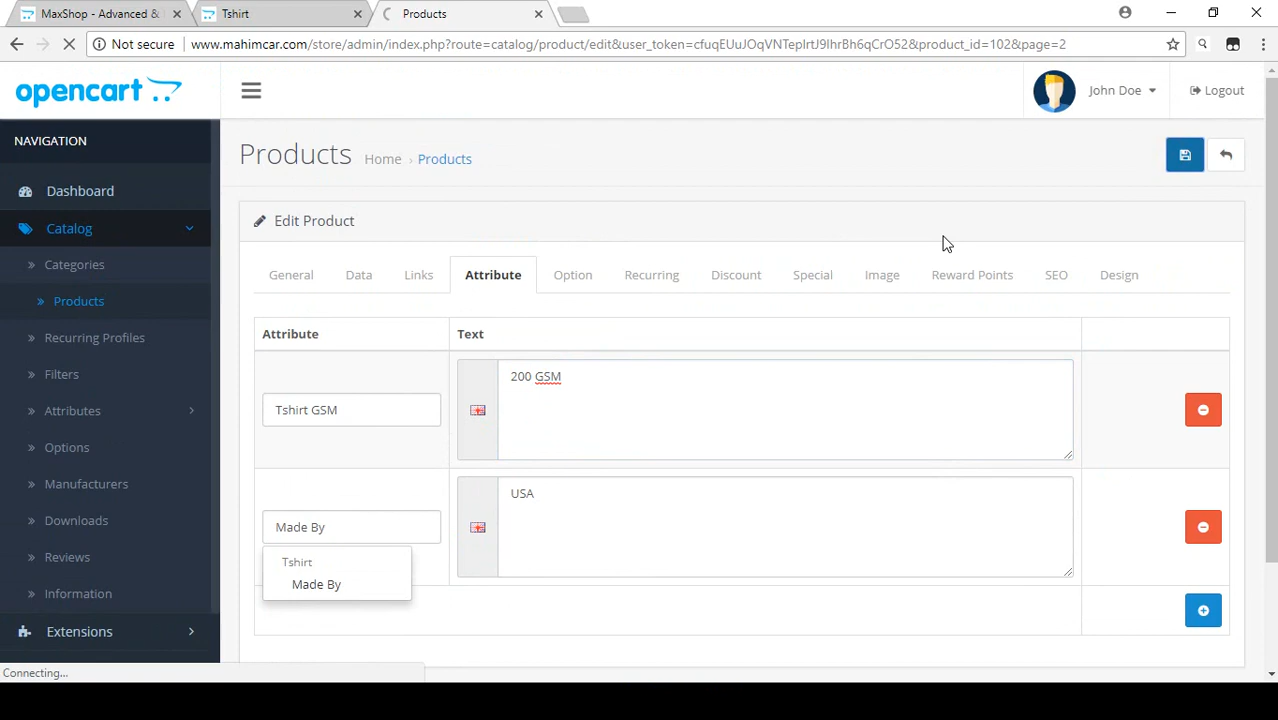 MaxShop - Advanced &
Tshirt
Products
Not secure
www.mahimcar.com/store/admin/index.php?route=catalog/product/edit&user_token=cfuqEUuJOqVNTeplrtJ9IhrBh6qCrO52&product_id=102&page=2
opencart
John Doe
Logout
NAVIGATION
Dashboard
Catalog
Categories
Products
Recurring Profiles
Filters
Attributes
Options
Manufacturers
Downloads
Reviews
Information
Extensions
Products
Home › Products
Edit Product
General Data Links Attribute Option Recurring Discount Special Image Reward Points SEO Design
Attribute Text
Tshirt GSM
200 GSM
Made By
USA
Tshirt
Made By
Connecting...